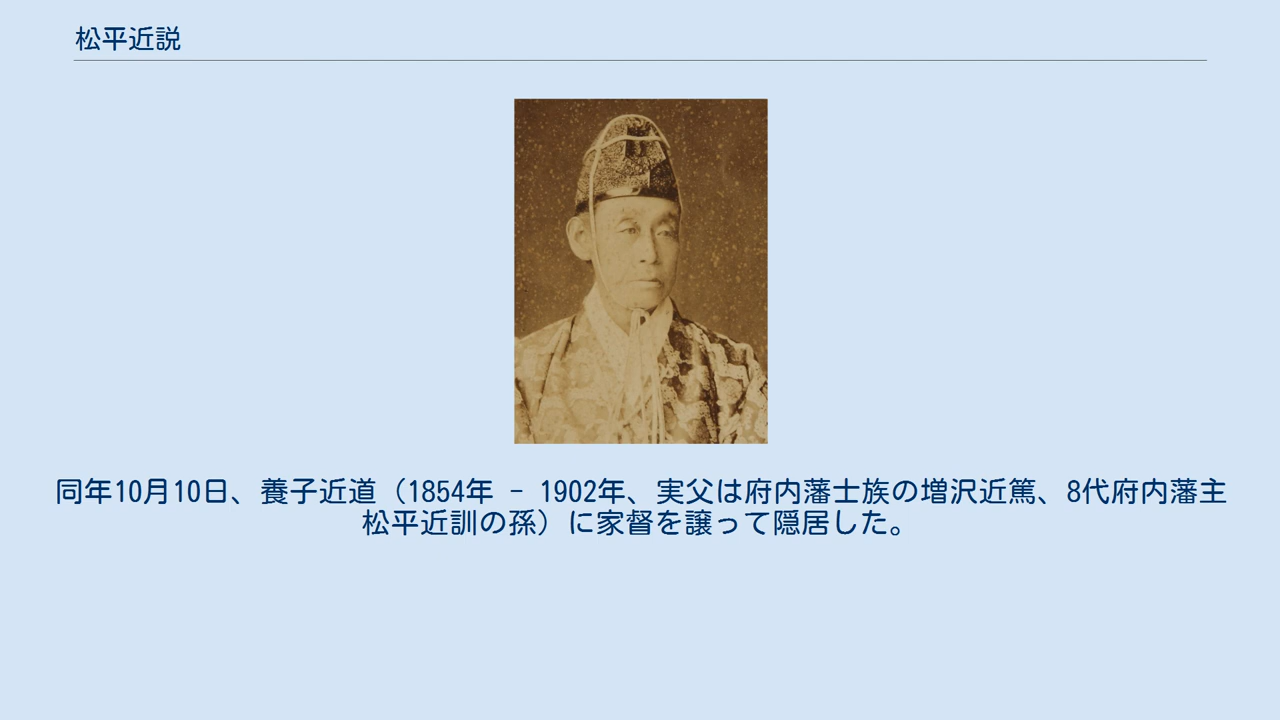 松平近説
同年10月10日、養子近道（1854年 - 1902年、実父は府内藩士族の増沢近篤、8代府内藩主
松平近訓の孫）に家督を譲って隠居した。